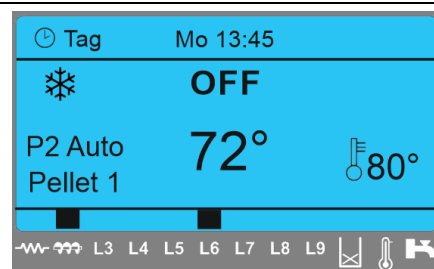 Tag Mo 13:45
OFF
P2 Auto 72° 80°
Pellet 1
L3 L4 L5 L6 L7 L8 L9